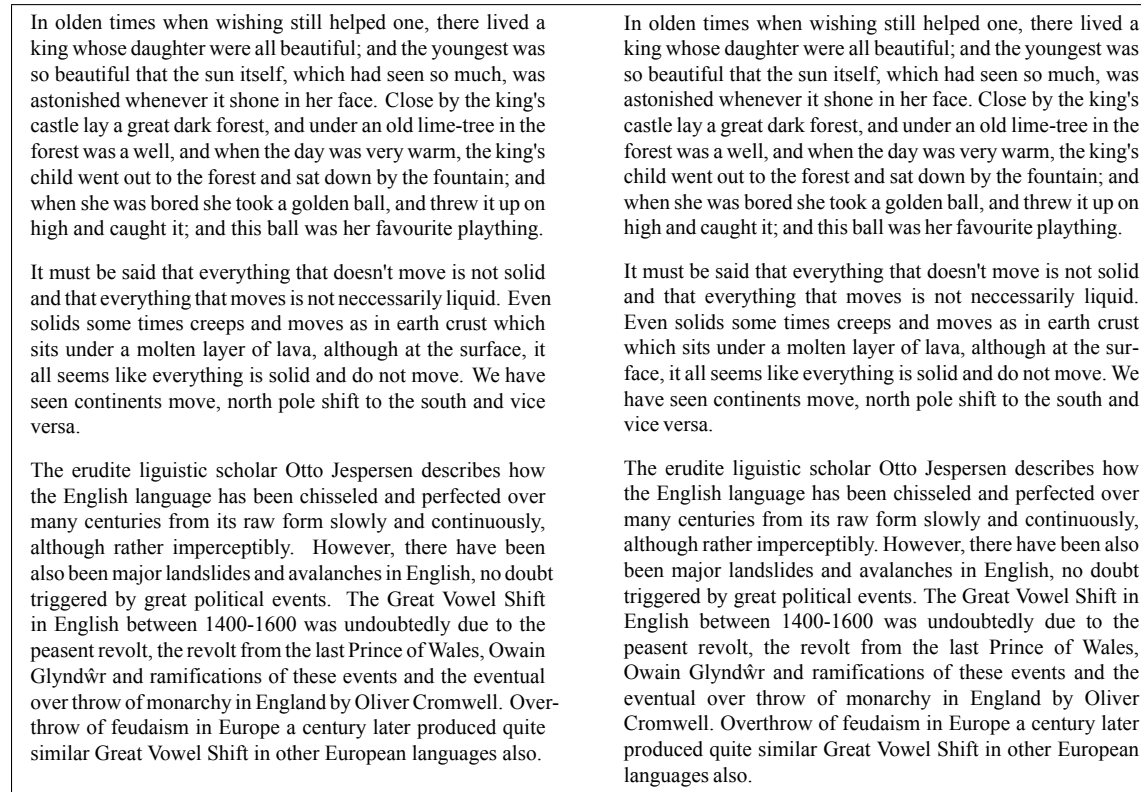 In olden times when wishing still helped one, there lived a
king whose daughter were all beautiful; and the youngest was
so beautiful that the sun itself, which had seen so much, was
astonished whenever it shone in her face. Close by the king's
castle lay a great dark forest, and under an old lime-tree in the
forest was a well, and when the day was very warm, the king's
child went out to the forest and sat down by the fountain; and
when she was bored she took a golden ball, and threw it up on
high and caught it; and this ball was her favourite plaything.
It must be said that everything that doesn't move is not solid
and that everything that moves is not neccessarily liquid. Even
solids some times creeps and moves as in earth crust which
sits under a molten layer of lava, although at the surface, it
all seems like everything is solid and do not move. We have
seen continents move, north pole shift to the south and vice
versa.
The erudite liguistic scholar Otto Jespersen describes how
the English language has been chisseled and perfected over
many centuries from its raw form slowly and continuously,
although rather imperceptibly. However, there have been
also been major landslides and avalanches in English, no doubt
triggered by great political events. The Great Vowel Shift
in English between 1400-1600 was undoubtedly due to the
peasent revolt, the revolt from the last Prince of Wales, Owain
Glyndŵr and ramifications of these events and the eventual
over throw of monarchy in England by Oliver Cromwell. Over-
throw of feudaism in Europe a century later produced quite
similar Great Vowel Shift in other European languages also.
In olden times when wishing still helped one, there lived a
king whose daughter were all beautiful; and the youngest was
so beautiful that the sun itself, which had seen so much, was
astonished whenever it shone in her face. Close by the king's
castle lay a great dark forest, and under an old lime-tree in the
forest was a well, and when the day was very warm, the king's
child went out to the forest and sat down by the fountain; and
when she was bored she took a golden ball, and threw it up on
high and caught it; and this ball was her favourite plaything.
It must be said that everything that doesn't move is not solid
and that everything that moves is not neccessarily liquid.
Even solids some times creeps and moves as in earth crust
which sits under a molten layer of lava, although at the sur-
face, it all seems like everything is solid and do not move. We
have seen continents move, north pole shift to the south and
vice versa.
The erudite liguistic scholar Otto Jespersen describes how
the English language has been chisseled and perfected over
many centuries from its raw form slowly and continuously,
although rather imperceptibly. However, there have been also
been major landslides and avalanches in English, no doubt
triggered by great political events. The Great Vowel Shift in
English between 1400-1600 was undoubtedly due to the
peasent revolt, the revolt from the last Prince of Wales,
Owain Glyndŵr and ramifications of these events and the
eventual over throw of monarchy in England by Oliver
Cromwell. Overthrow of feudaism in Europe a century later
produced quite similar Great Vowel Shift in other European
languages also.